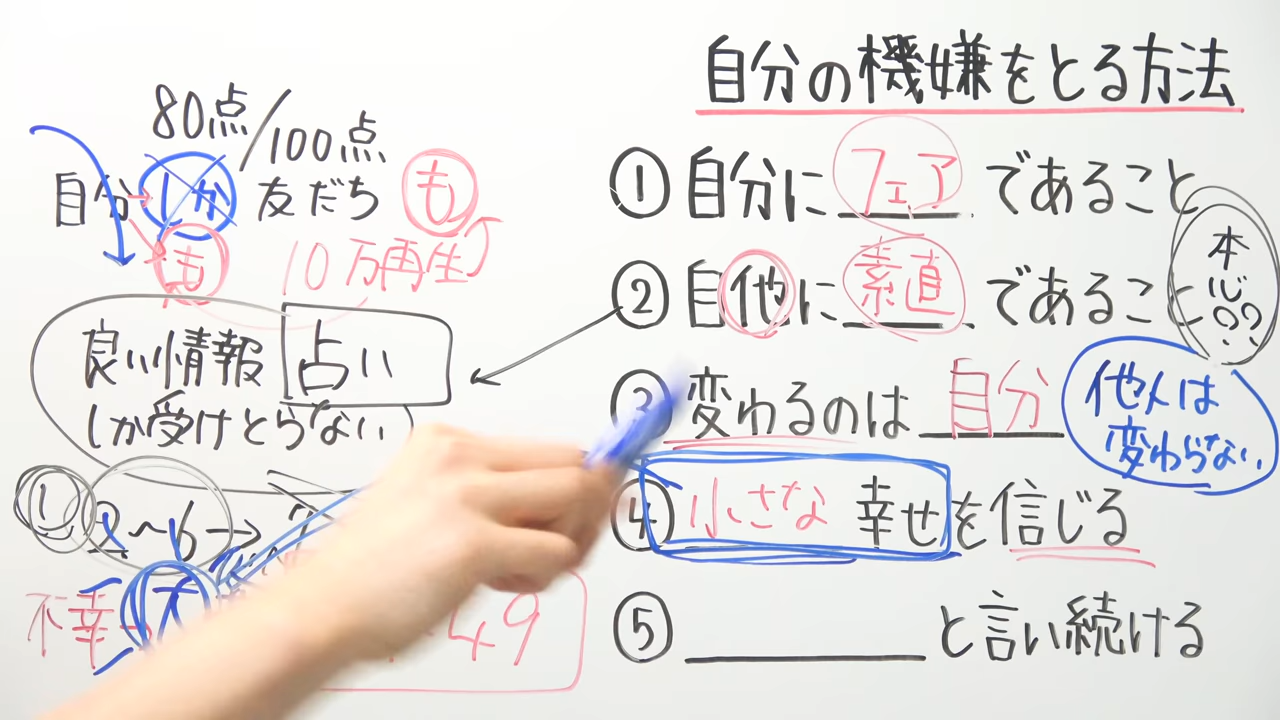 自分の機嫌をとる方法
① 自分に フェア であること
② 自他に 素直 であること
本心??
③ 変わるのは 自分
他人は
変わらない
④ 小さな 幸せを信じる
⑤ と言い続ける
80点/100点
自分 しか 友だち も
も 10万再生
良い情報 占い
しか受けとらない
① 2〜6→
不幸
49